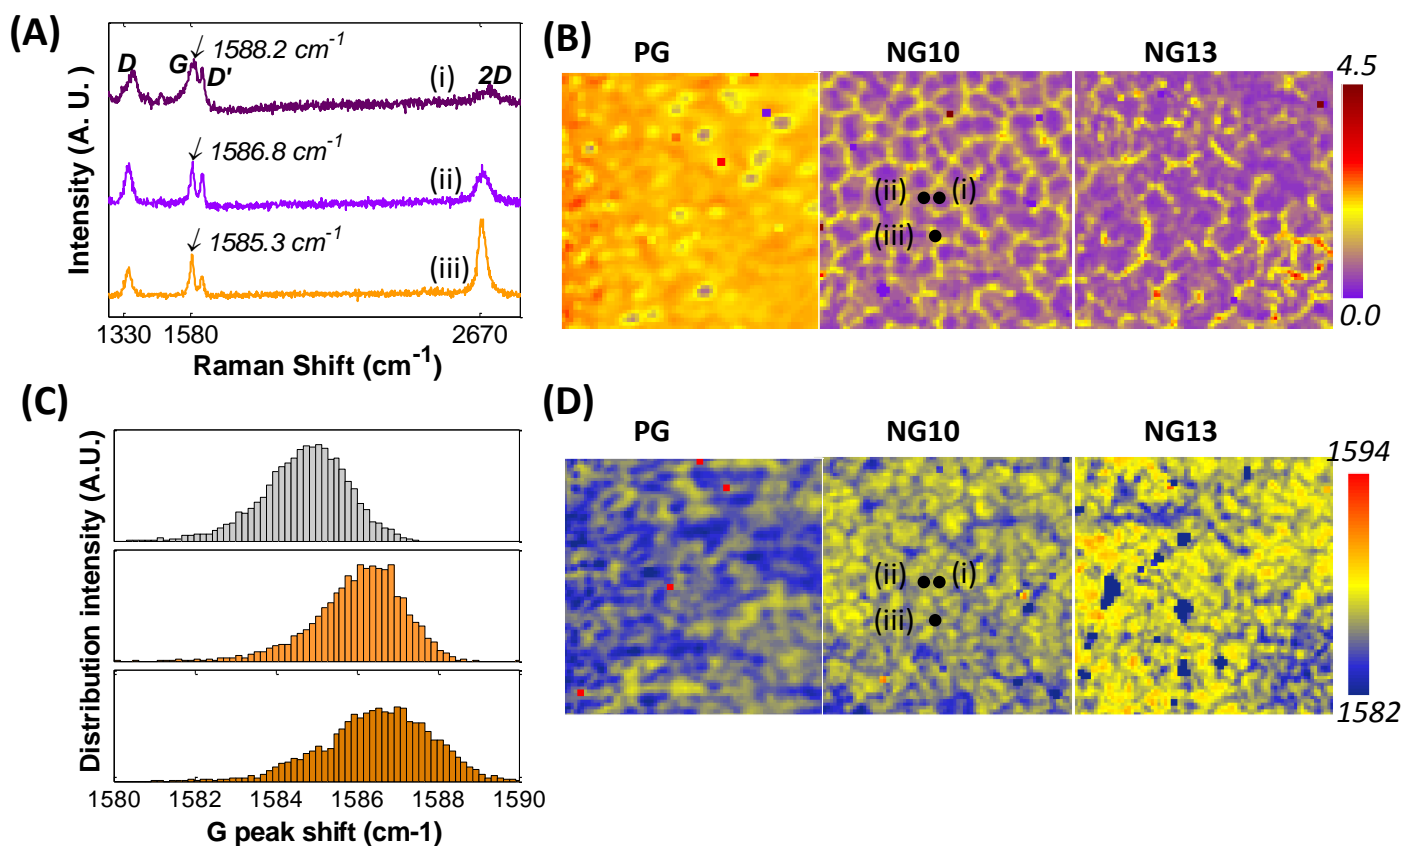 (A)
Intensity (A. U.)
D
G
D'
2D
1588.2 cm-1
(i)
1586.8 cm-1
(ii)
1585.3 cm-1
(iii)
1330 1580 2670
Raman Shift (cm-1)
(B)
PG NG10 NG13
(ii) (i)
(iii)
4.5
0.0
(C)
Distribution intensity (A.U.)
1580 1582 1584 1586 1588 1590
G peak shift (cm-1)
(D)
PG NG10 NG13
(ii) (i)
(iii)
1594
1582